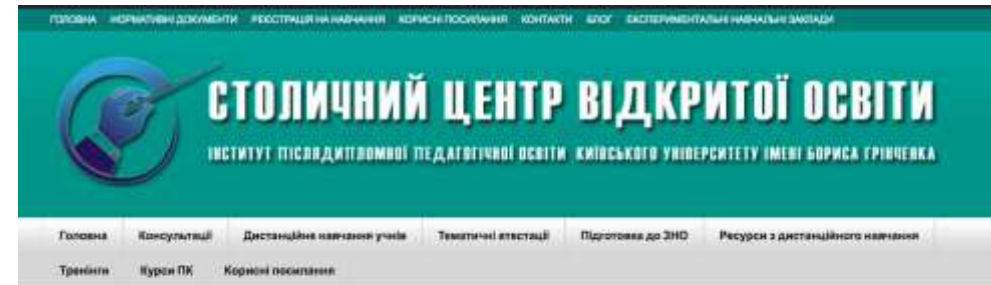 ГОЛОВНА НОРМАТИВНІ ДОКУМЕНТИ РЕЄСТРАЦІЯ НА НАВЧАННЯ КОРИСНІ ПОСИЛАННЯ КОНТАКТИ БЛОГ ЕКСПЕРИМЕНТАЛЬНІ НАВЧАЛЬНІ ЗАКЛАДИ
СТОЛИЧНИЙ ЦЕНТР ВІДКРИТОЇ ОСВІТИ
ІНСТИТУТ ПІСЛЯДИПЛОМНОЇ ПЕДАГОГІЧНОЇ ОСВІТИ КИЇВСЬКОГО УНІВЕРСИТЕТУ ІМЕНІ БОРИСА ГРІНЧЕНКА
Головна Консультації Дистанційне навчання учнів Тематичні атестації Підготовка до ЗНО Ресурси з дистанційного навчання
Тренінги Курси ПК Корисні посилання